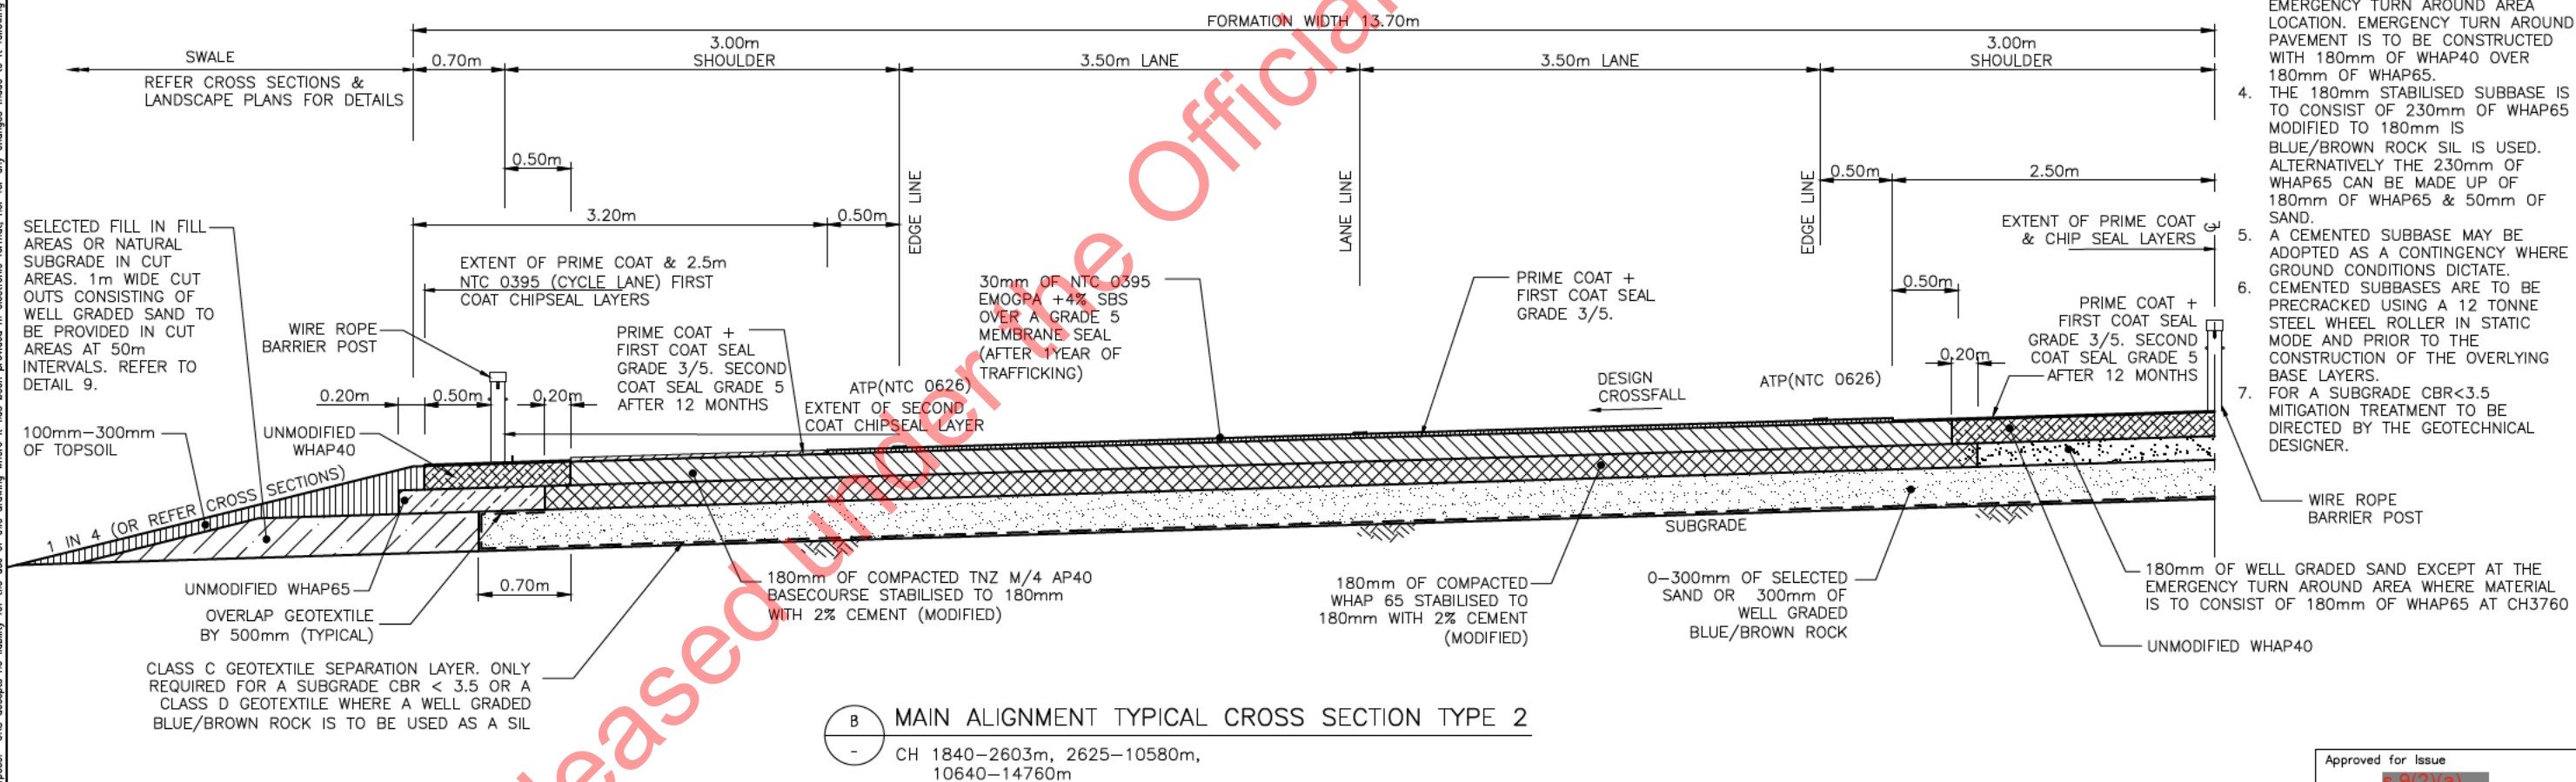 FORMATION WIDTH 13.70m
SWALE
0.70m
3.00m
SHOULDER
3.50m LANE
3.50m LANE
3.00m
SHOULDER
REFER CROSS SECTIONS &
LANDSCAPE PLANS FOR DETAILS
0.50m
3.20m
0.50m
EDGE LINE
LANE LINE
EDGE LINE
0.50m
2.50m
SELECTED FILL IN FILL
AREAS OR NATURAL
SUBGRADE IN CUT
AREAS. 1m WIDE CUT
OUTS CONSISTING OF
WELL GRADED SAND TO
BE PROVIDED IN CUT
AREAS AT 50m
INTERVALS. REFER TO
DETAIL 9.
EXTENT OF PRIME COAT & 2.5m
NTC 0395 (CYCLE LANE) FIRST
COAT CHIPSEAL LAYERS
WIRE ROPE
BARRIER POST
PRIME COAT +
FIRST COAT SEAL
GRADE 3/5. SECOND
COAT SEAL GRADE 5
AFTER 12 MONTHS
30mm OF NTC 0395
EMOGPA +4% SBS
OVER A GRADE 5
MEMBRANE SEAL
(AFTER 1YEAR OF
TRAFFICKING)
PRIME COAT +
FIRST COAT SEAL
GRADE 3/5.
EXTENT OF PRIME COAT
& CHIP SEAL LAYERS
0.50m
PRIME COAT +
FIRST COAT SEAL
GRADE 3/5. SECOND
COAT SEAL GRADE 5
AFTER 12 MONTHS
0.20m
0.20m
0.50m
0.20m
ATP(NTC 0626)
EXTENT OF SECOND
COAT CHIPSEAL LAYER
DESIGN
CROSSFALL
ATP(NTC 0626)
100mm-300mm
OF TOPSOIL
UNMODIFIED
WHAP40
1 IN 4 (OR REFER CROSS SECTIONS)
SUBGRADE
WIRE ROPE
BARRIER POST
UNMODIFIED WHAP65
0.70m
OVERLAP GEOTEXTILE
BY 500mm (TYPICAL)
180mm OF COMPACTED TNZ M/4 AP40
BASECOURSE STABILISED TO 180mm
WITH 2% CEMENT (MODIFIED)
180mm OF COMPACTED
WHAP 65 STABILISED TO
180mm WITH 2% CEMENT
(MODIFIED)
0-300mm OF SELECTED
SAND OR 300mm OF
WELL GRADED
BLUE/BROWN ROCK
180mm OF WELL GRADED SAND EXCEPT AT THE
EMERGENCY TURN AROUND AREA WHERE MATERIAL
IS TO CONSIST OF 180mm OF WHAP65 AT CH3760
UNMODIFIED WHAP40
CLASS C GEOTEXTILE SEPARATION LAYER. ONLY
REQUIRED FOR A SUBGRADE CBR < 3.5 OR A
CLASS D GEOTEXTILE WHERE A WELL GRADED
BLUE/BROWN ROCK IS TO BE USED AS A SIL
B
-
MAIN ALIGNMENT TYPICAL CROSS SECTION TYPE 2
CH 1840-2603m, 2625-10580m,
10640-14760m
EMERGENCY TURN AROUND AREA
LOCATION. EMERGENCY TURN AROUND
PAVEMENT IS TO BE CONSTRUCTED
WITH 180mm OF WHAP40 OVER
180mm OF WHAP65.
4. THE 180mm STABILISED SUBBASE IS
TO CONSIST OF 230mm OF WHAP65
MODIFIED TO 180mm IS
BLUE/BROWN ROCK SIL IS USED.
ALTERNATIVELY THE 230mm OF
WHAP65 CAN BE MADE UP OF
180mm OF WHAP65 & 50mm OF
SAND.
5. A CEMENTED SUBBASE MAY BE
ADOPTED AS A CONTINGENCY WHERE
GROUND CONDITIONS DICTATE.
6. CEMENTED SUBBASES ARE TO BE
PRECRACKED USING A 12 TONNE
STEEL WHEEL ROLLER IN STATIC
MODE AND PRIOR TO THE
CONSTRUCTION OF THE OVERLYING
BASE LAYERS.
7. FOR A SUBGRADE CBR<3.5
MITIGATION TREATMENT TO BE
DIRECTED BY THE GEOTECHNICAL
DESIGNER.
Approved for Issue
s 9(2)(a)
eased under the Official